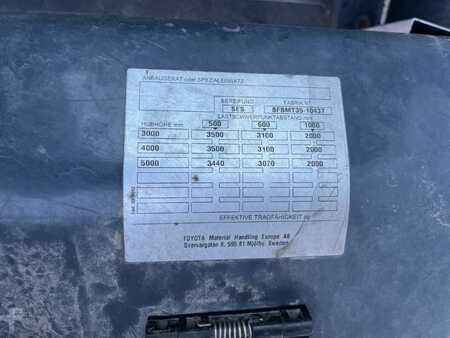 ANBAUGERÄT oder SPEZIALEINSATZ
BEREIFUNG FABRIK Nr
SES 8FBMT35-10437
LASTSCHWERPUNKTABSTAND mm
HUBHÖHE mm 500 600 1000
3000 3500 3100 2000
4000 3500 3100 2000
5000 3440 3070 2000
EFFEKTIVE TRAGFÄHIGKEIT kg
TOYOTA Material Handling Europe AB
Svarvargatan 8, 595 81 Mjölby, Sweden